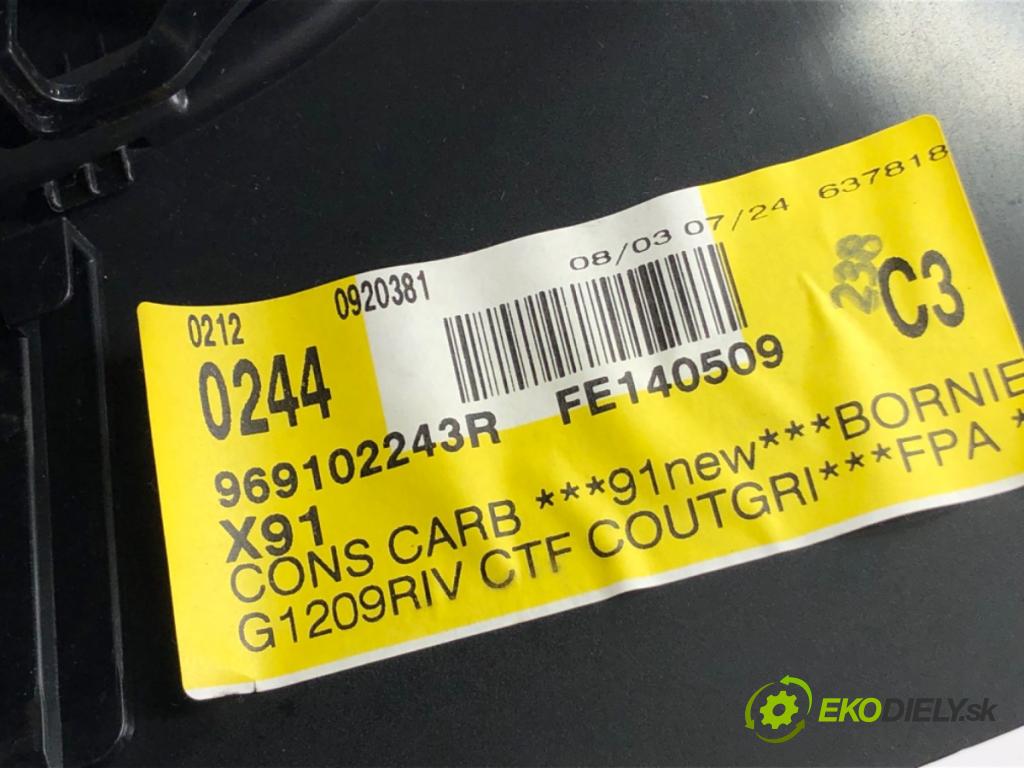 08/03 07/24 637818
0212 0920381
238
0244
C3
969102243R FE140509
X91
CONS CARB ***91new***BORNIE
G1209RIV CTF COUTGRI***FPA *
EKODIELY.sk